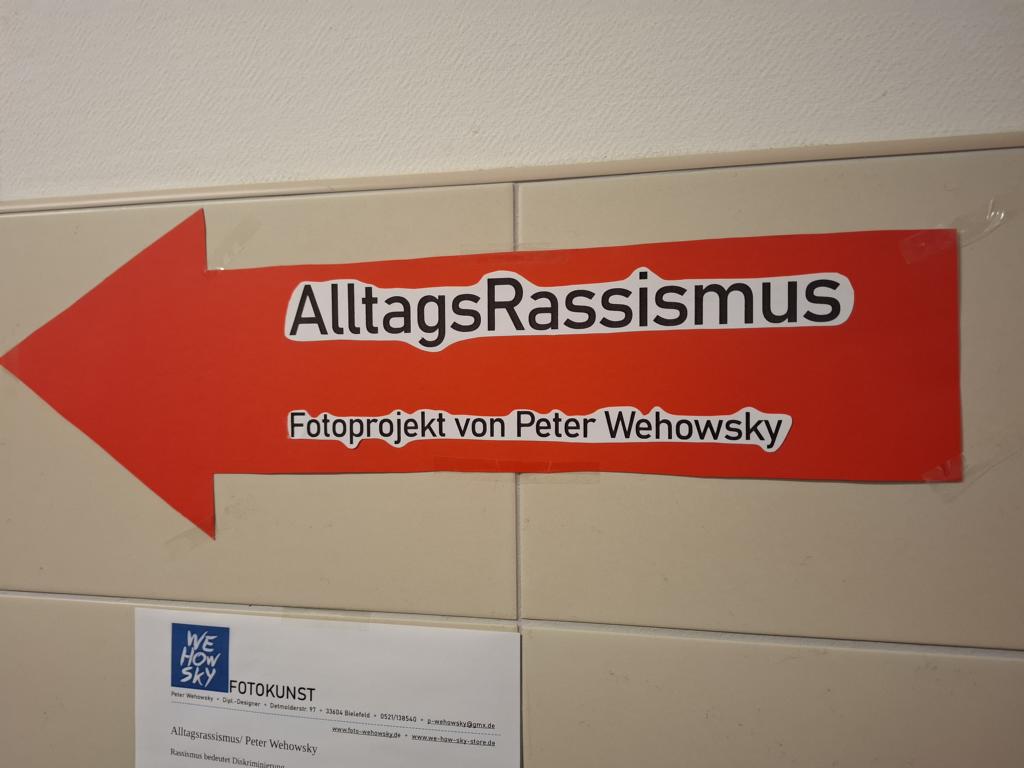 AlltagsRassismus
Fotoprojekt von Peter Wehowsky
WE
HOW
SKY
FOTOKUNST
Peter Wehowsky • Dipl.-Designer • Detmolderstr. 97 • 33604 Bielefeld • 0521/138540 • p-wehowsky@gmx.de
www.foto-wehowsky.de • www.we-how-sky-store.de
Alltagsrassismus/ Peter Wehowsky
Rassismus bedeutet Diskriminierung